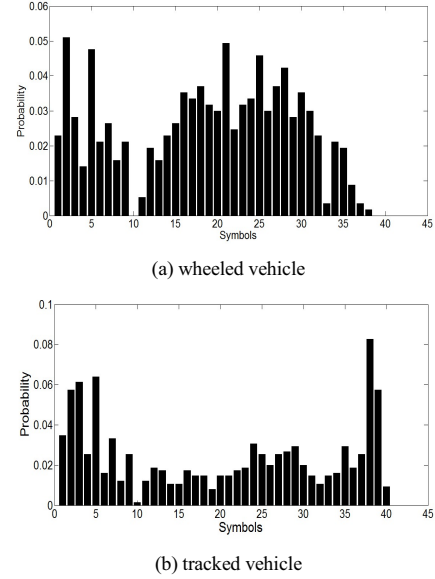 0.06
0.05
0.04
0.03
0.02
0.01
0
Probability
0 5 10 15 20 25 30 35 40 45
Symbols
(a) wheeled vehicle
0.1
0.08
0.06
0.04
0.02
0
Probability
0 5 10 15 20 25 30 35 40 45
Symbols
(b) tracked vehicle